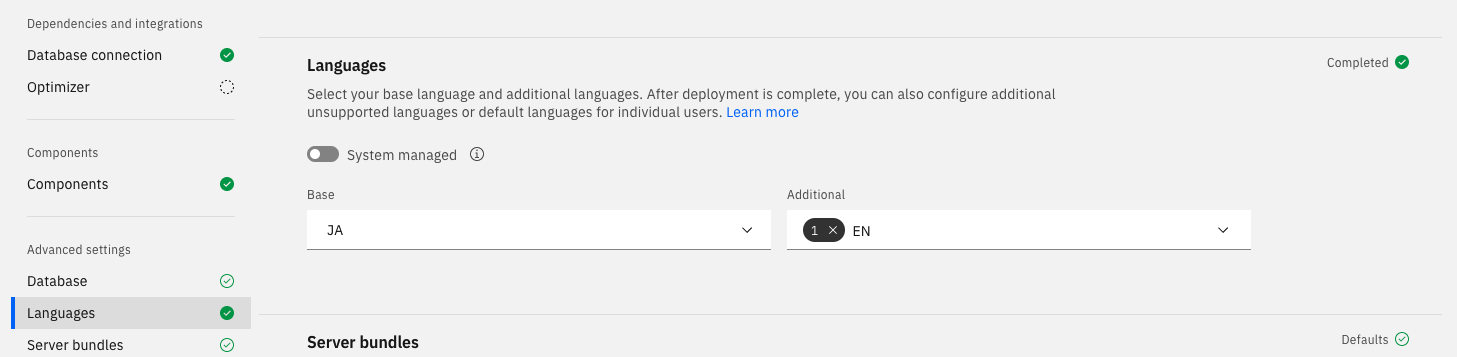 Dependencies and integrations
Database connection
Optimizer
Components
Components
Advanced settings
Database
Languages
Server bundles
Languages
Completed
Select your base language and additional languages. After deployment is complete, you can also configure additional
unsupported languages or default languages for individual users. Learn more
System managed
Base
Additional
JA
1
EN
Server bundles
Defaults